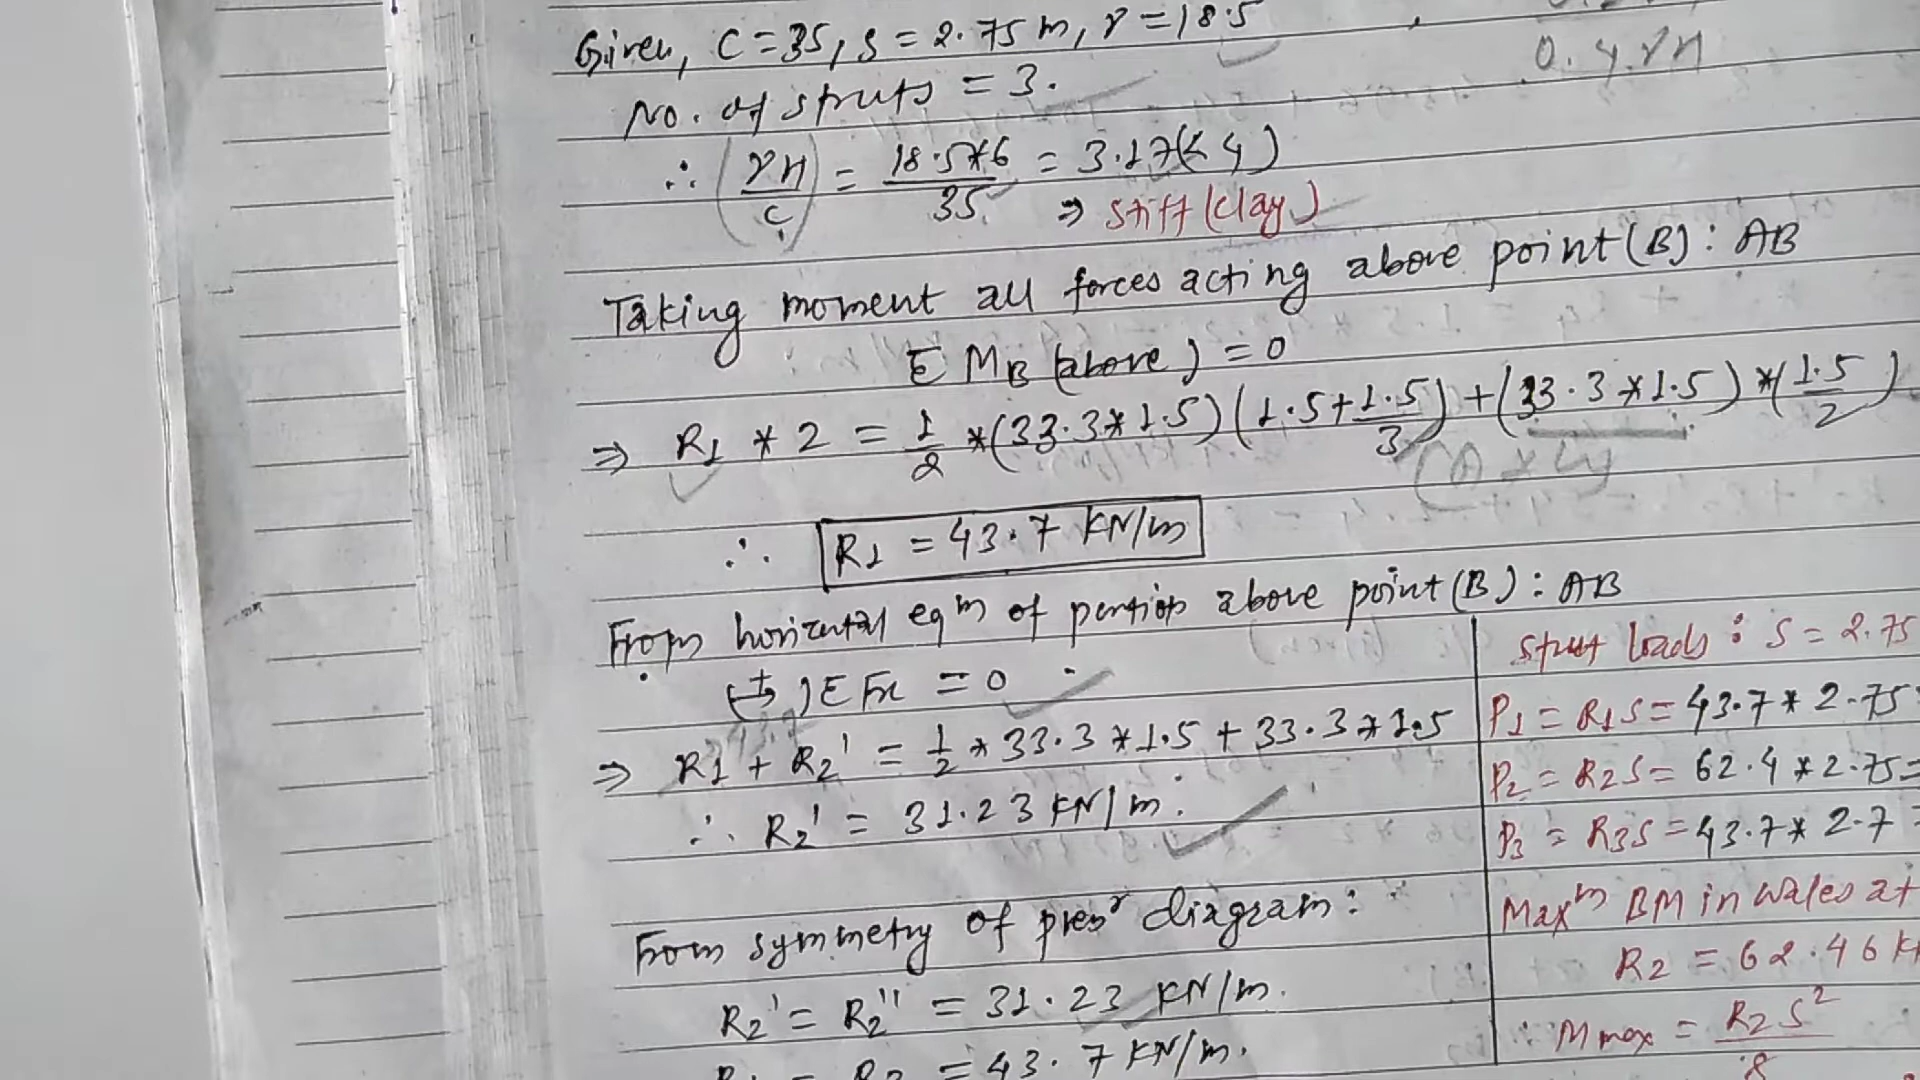 Given, C = 35, S = 2.75 m, γ = 18.5
0.4γH
No. of struts = 3.
∴ (γH/C) = 18.5*6/35 = 3.17 (< 4)
⇒ stiff (clay)
Taking moment all forces acting above point (B): AB
Σ MB (above) = 0
⇒ R1 * 2 = 1/2 * (33.3*1.5) (1.5+1.5/3) + (33.3*1.5) * (1.5/2)
∴ R1 = 43.7 KN/m
From horizontal eqm of portion above point (B): AB
(+) Σ Fx = 0
⇒ R1 + R2' = 1/2 * 33.3 * 1.5 + 33.3 * 1.5
∴ R2' = 31.23 KN/m.
From symmetry of presr diagram:
R2' = R2'' = 31.23 KN/m.
= 43.7 KN/m.
Strut loads: S = 2.75
P1 = R1S = 43.7 * 2.75
P2 = R2S = 62.4 * 2.75 =
P3 = R3S = 43.7 * 2.7 =
Maxm BM in wales at
R2 = 62.46
∴ Mmax = R2S²/8